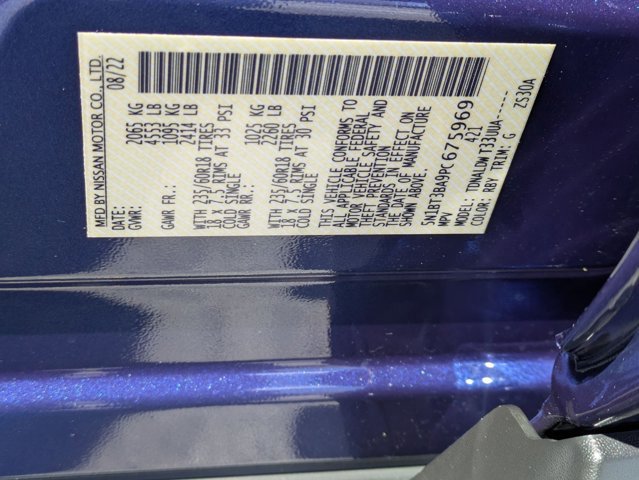 MFD BY NISSAN MOTOR CO., LTD.
DATE: 08/22
GVWR: 2065 KG
4553 LB
GAWR FR.: 1095 KG
2414 LB
WITH 235/60R18 TIRES
18 X 7.5 RIMS AT 33 PSI
COLD SINGLE
GAWR RR.: 1025 KG
2260 LB
WITH 235/60R18 TIRES
18 X 7.5 RIMS AT 30 PSI
COLD SINGLE
THIS VEHICLE CONFORMS TO
ALL APPLICABLE FEDERAL
MOTOR VEHICLE SAFETY AND
THEFT PREVENTION
STANDARDS IN EFFECT ON
THE DATE OF MANUFACTURE
SHOWN ABOVE.
5N1BT3BA0PC675969
MPV 421
MODEL: TDMALDW T33UUA------
COLOR: RBY TRIM: G ZS30A